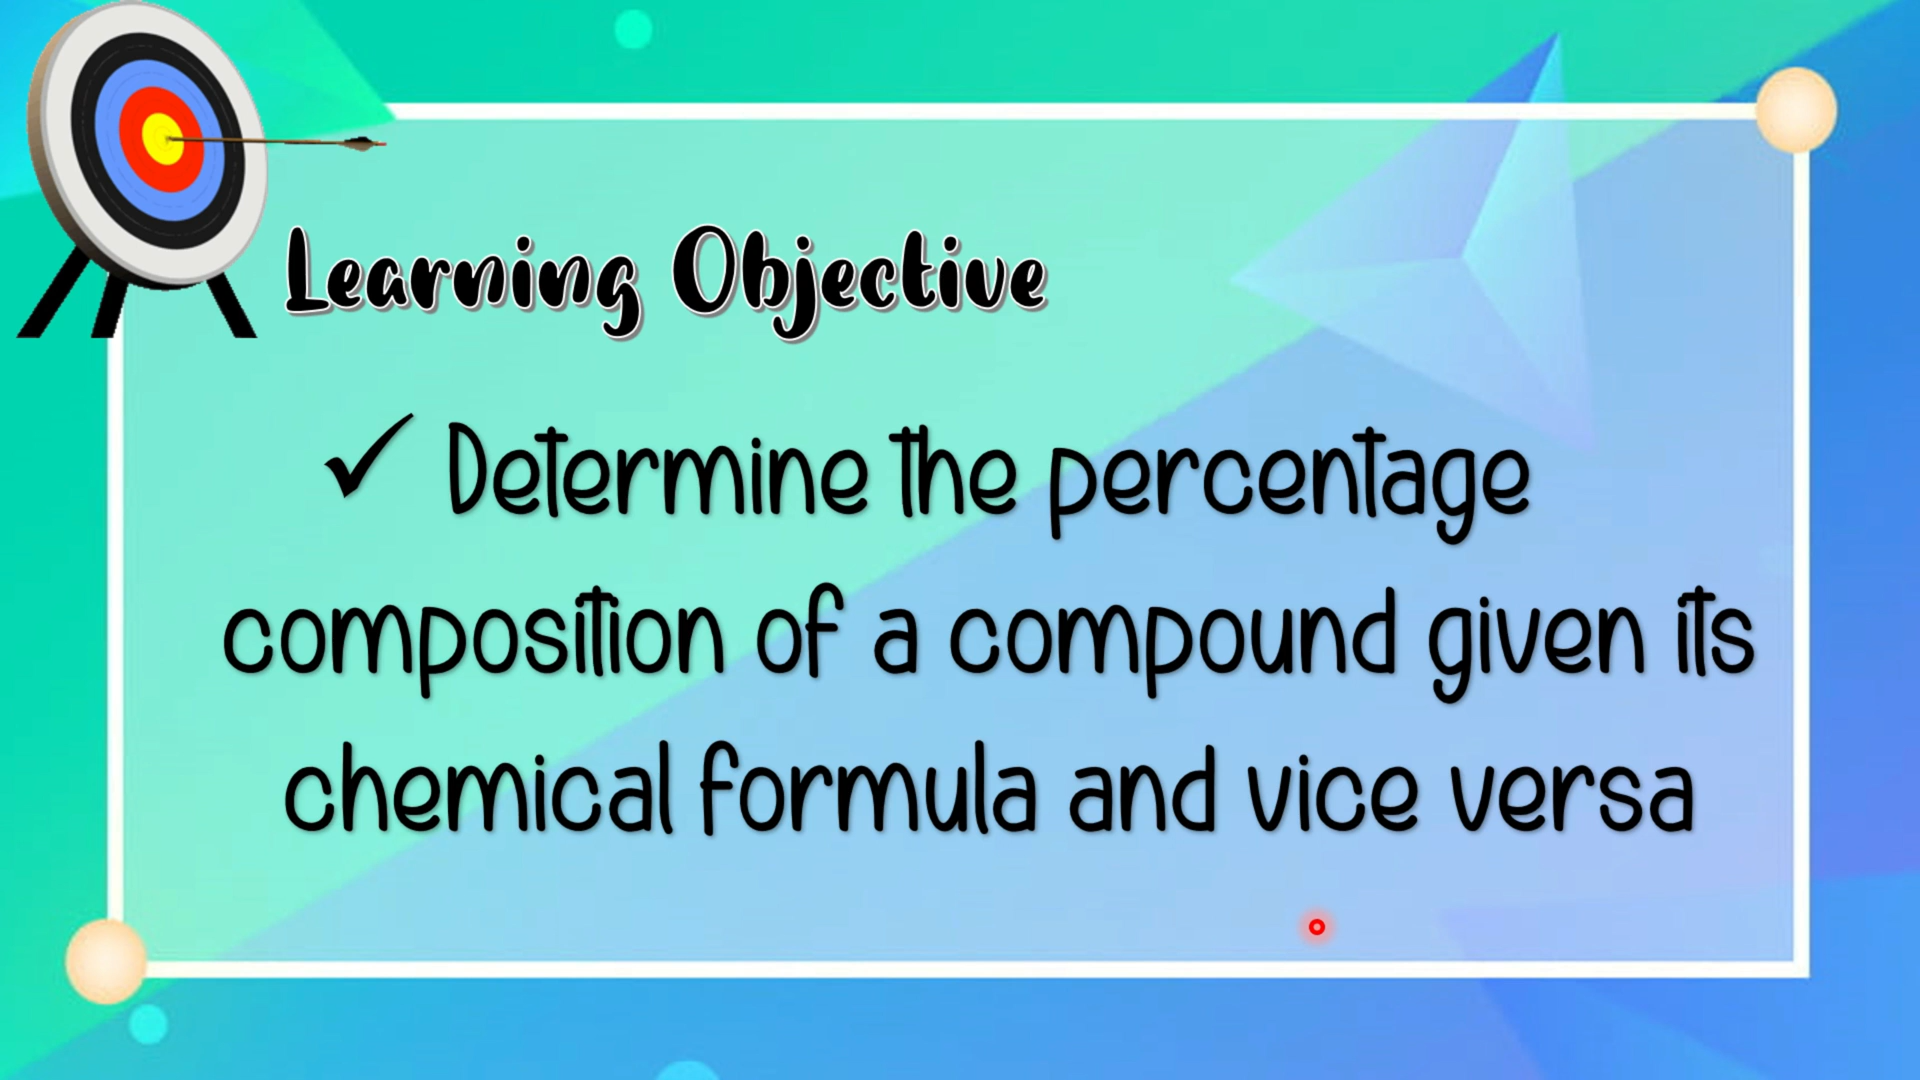 Learning Objective
✓ Determine the percentage
composition of a compound given its
chemical formula and vice versa